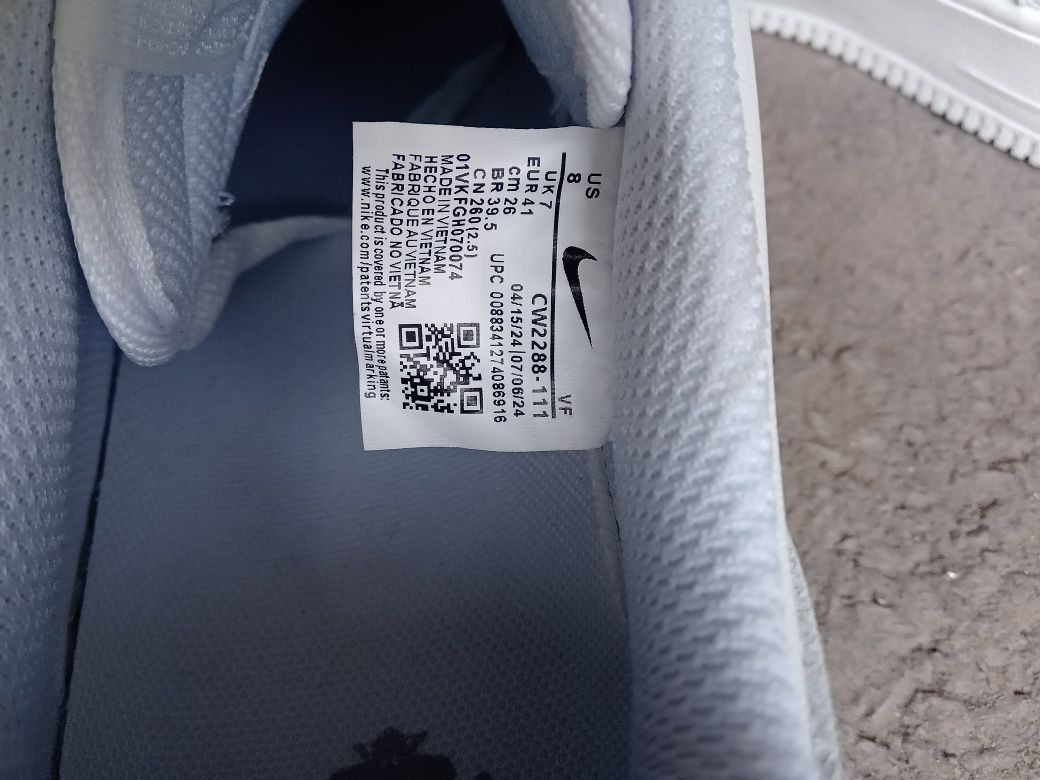 US
8
VF
UK 7
EUR 41
CW2288-111
cm 26
04/15/24|07/06/24
BR 39.5
UPC 0088341274086916
CN 260(2.5)
01VKFGH070074
MADE IN VIETNAM
HECHO EN VIETNAM
FABRIQUE AU VIETNAM
FABRICADO NO VIETNÃ
This product is covered by one or more patents:
www.nike.com/patentsvirtualmarking